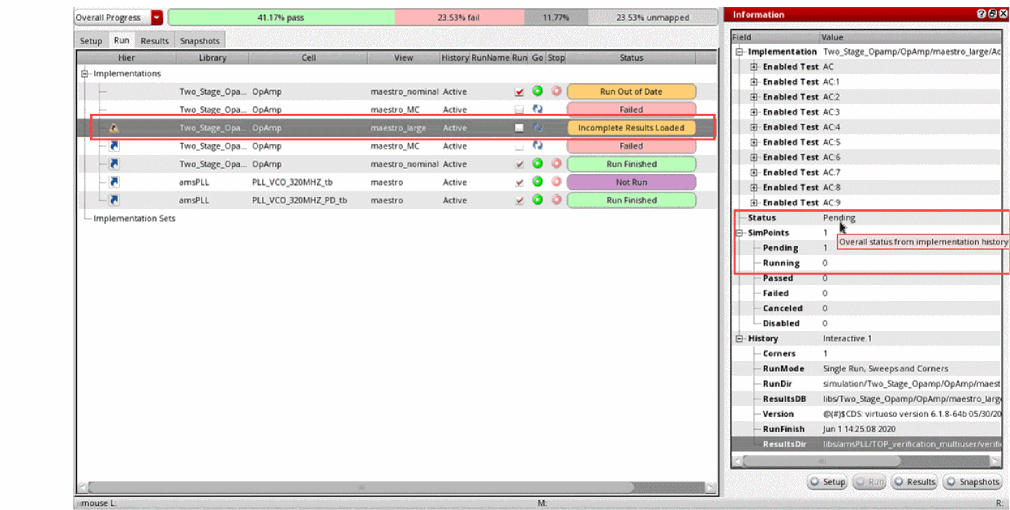 Overall Progress 41.17% pass 23.53% fail 11.77% 23.53% unmapped
Setup Run Results Snapshots
Hier Library Cell View History RunName Run Go Stop Status
Implementations
Two_Stage_Opa... OpAmp maestro_nominal Active Run Out of Date
Two_Stage_Opa... OpAmp maestro_MC Active Failed
Two_Stage_Opa... OpAmp maestro_large Active Incomplete Results Loaded
Two_Stage_Opa... OpAmp maestro_MC Active Failed
Two_Stage_Opa... OpAmp maestro_nominal Active Run Finished
amsPLL PLL_VCO_320MHZ_tb maestro Active Not Run
amsPLL PLL_VCO_320MHZ_PD_tb maestro Active Run Finished
Implementation Sets
mouse L: M: R:
Information
Field Value
Implementation Two_Stage_Opamp/OpAmp/maestro_large/Ac
Enabled Test AC
Enabled Test AC:1
Enabled Test AC:2
Enabled Test AC:3
Enabled Test AC:4
Enabled Test AC:5
Enabled Test AC:6
Enabled Test AC:7
Enabled Test AC:8
Enabled Test AC:9
Status Pending
SimPoints 1
Overall status from implementation history
Pending 1
Running 0
Passed 0
Failed 0
Canceled 0
Disabled 0
History Interactive.1
Corners 1
RunMode Single Run, Sweeps and Corners
RunDir simulation/Two_Stage_Opamp/OpAmp/maest
ResultsDB libs/Two_Stage_Opamp/OpAmp/maestro_larg
Version @(#)$CDS: virtuoso version 6.1.8-64b 05/30/20
RunFinish Jun 1 14:25:08 2020
ResultsDir libs/amsPLL/TOP_verification_multiuser/verifi
Setup Run Results Snapshots